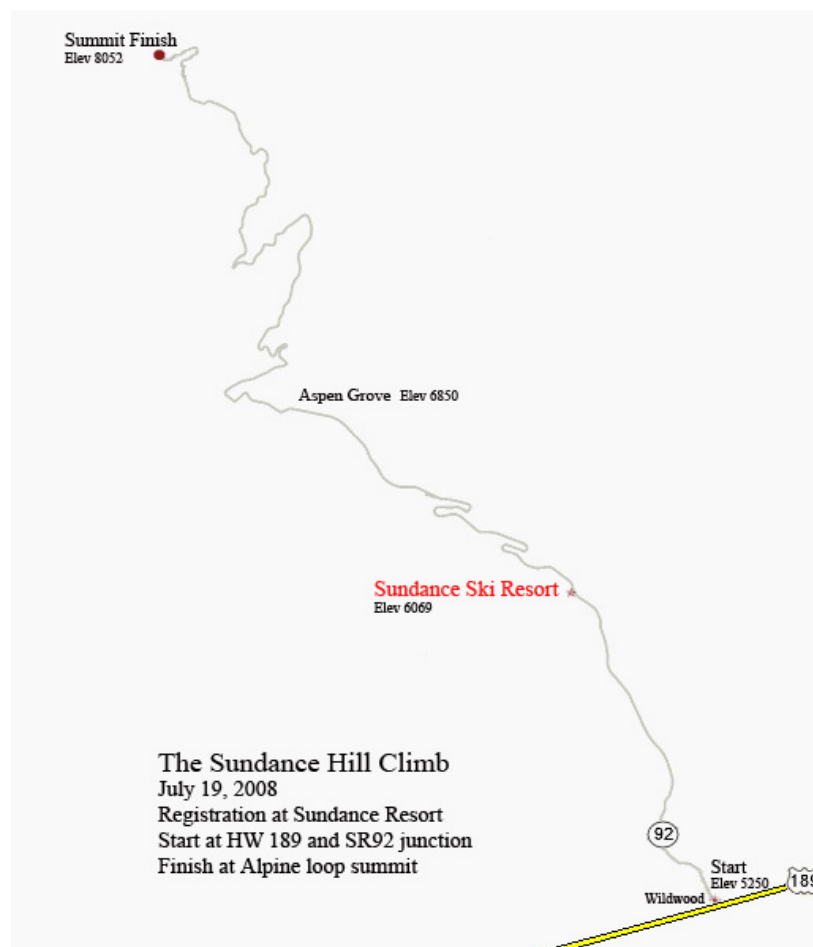 Summit Finish
Elev 8052
Aspen Grove Elev 6850
Sundance Ski Resort
Elev 6069
The Sundance Hill Climb
July 19, 2008
Registration at Sundance Resort
Start at HW 189 and SR92 junction
Finish at Alpine loop summit
92
Start
Elev 5250
189
Wildwood